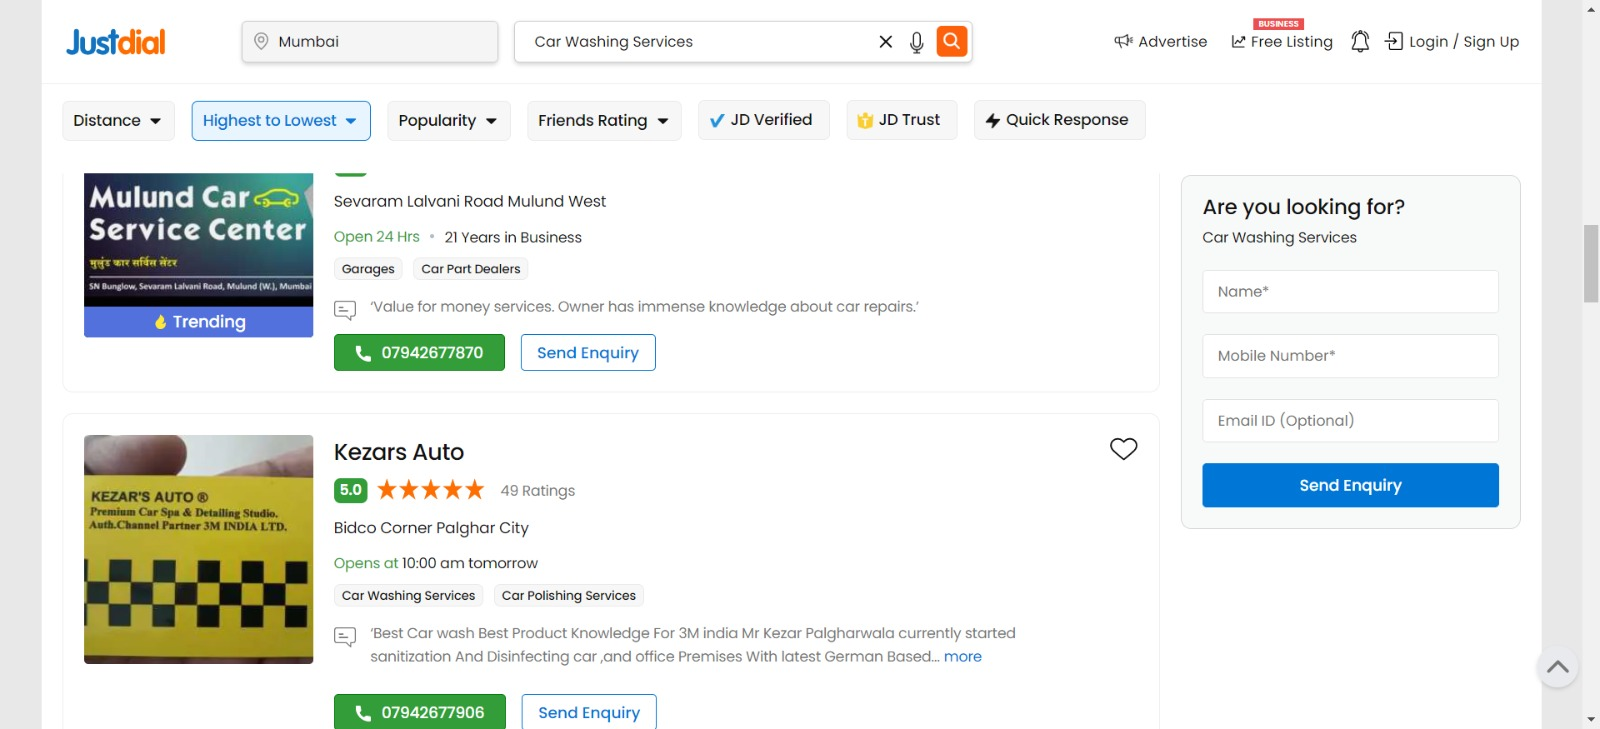 Justdial
Mumbai
Car Washing Services
Advertise
BUSINESS
Free Listing
Login / Sign Up
Distance
Highest to Lowest
Popularity
Friends Rating
JD Verified
JD Trust
Quick Response
Mulund Car
Service Center
मुलुंड कार सर्विस सेंटर
SN Bunglow, Sevaram Lalvani Road, Mulund (W.), Mumbai
Trending
Sevaram Lalvani Road Mulund West
Open 24 Hrs • 21 Years in Business
Garages
Car Part Dealers
‘Value for money services. Owner has immense knowledge about car repairs.’
07942677870
Send Enquiry
KEZAR'S AUTO ®
Premium Car Spa & Detailing Studio.
Auth.Channel Partner 3M INDIA LTD.
Kezars Auto
5.0 49 Ratings
Bidco Corner Palghar City
Opens at 10:00 am tomorrow
Car Washing Services
Car Polishing Services
‘Best Car wash Best Product Knowledge For 3M india Mr Kezar Palgharwala currently started
sanitization And Disinfecting car ,and office Premises With latest German Based... more
07942677906
Send Enquiry
Are you looking for?
Car Washing Services
Name*
Mobile Number*
Email ID (Optional)
Send Enquiry